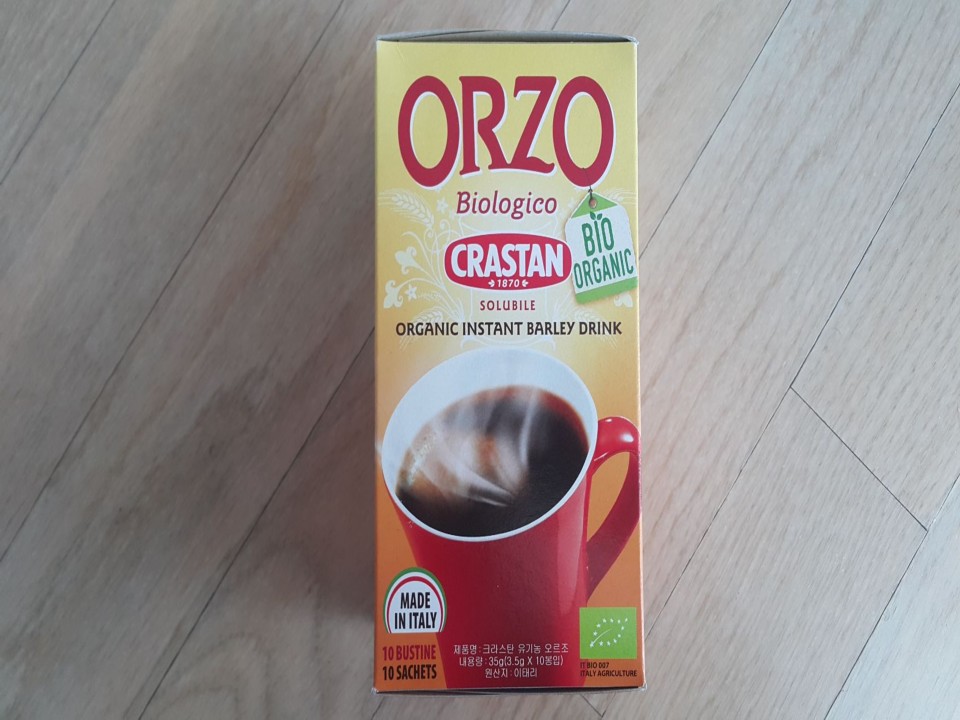 ORZO
Biologico
BIO
ORGANIC
CRASTAN
1870
SOLUBILE
ORGANIC INSTANT BARLEY DRINK
MADE
IN ITALY
10 BUSTINE
10 SACHETS
제품명 : 크라스탄 유기농 오르조
내용량 : 35g(3.5g X 10봉입)
원산지 : 이태리
IT BIO 007
ITALY AGRICULTURE